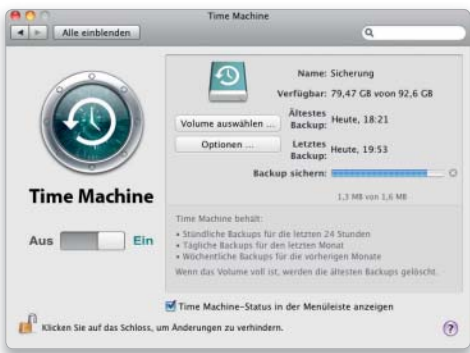 Time Machine
Alle einblenden
Name: Sicherung
Verfügbar: 79,47 GB voon 92,6 GB
Volume auswählen ...
Ältestes Backup: Heute, 18:21
Optionen ...
Letztes Backup: Heute, 19:53
Backup sichern:
1,3 MB von 1,6 MB
Time Machine
Aus Ein
Time Machine behält:
• Stündliche Backups für die letzten 24 Stunden
• Tägliche Backups für den letzten Monat
• Wöchentliche Backups für die vorherigen Monate
Wenn das Volume voll ist, werden die ältesten Backups gelöscht.
Time Machine-Status in der Menüleiste anzeigen
Klicken Sie auf das Schloss, um Änderungen zu verhindern.
?